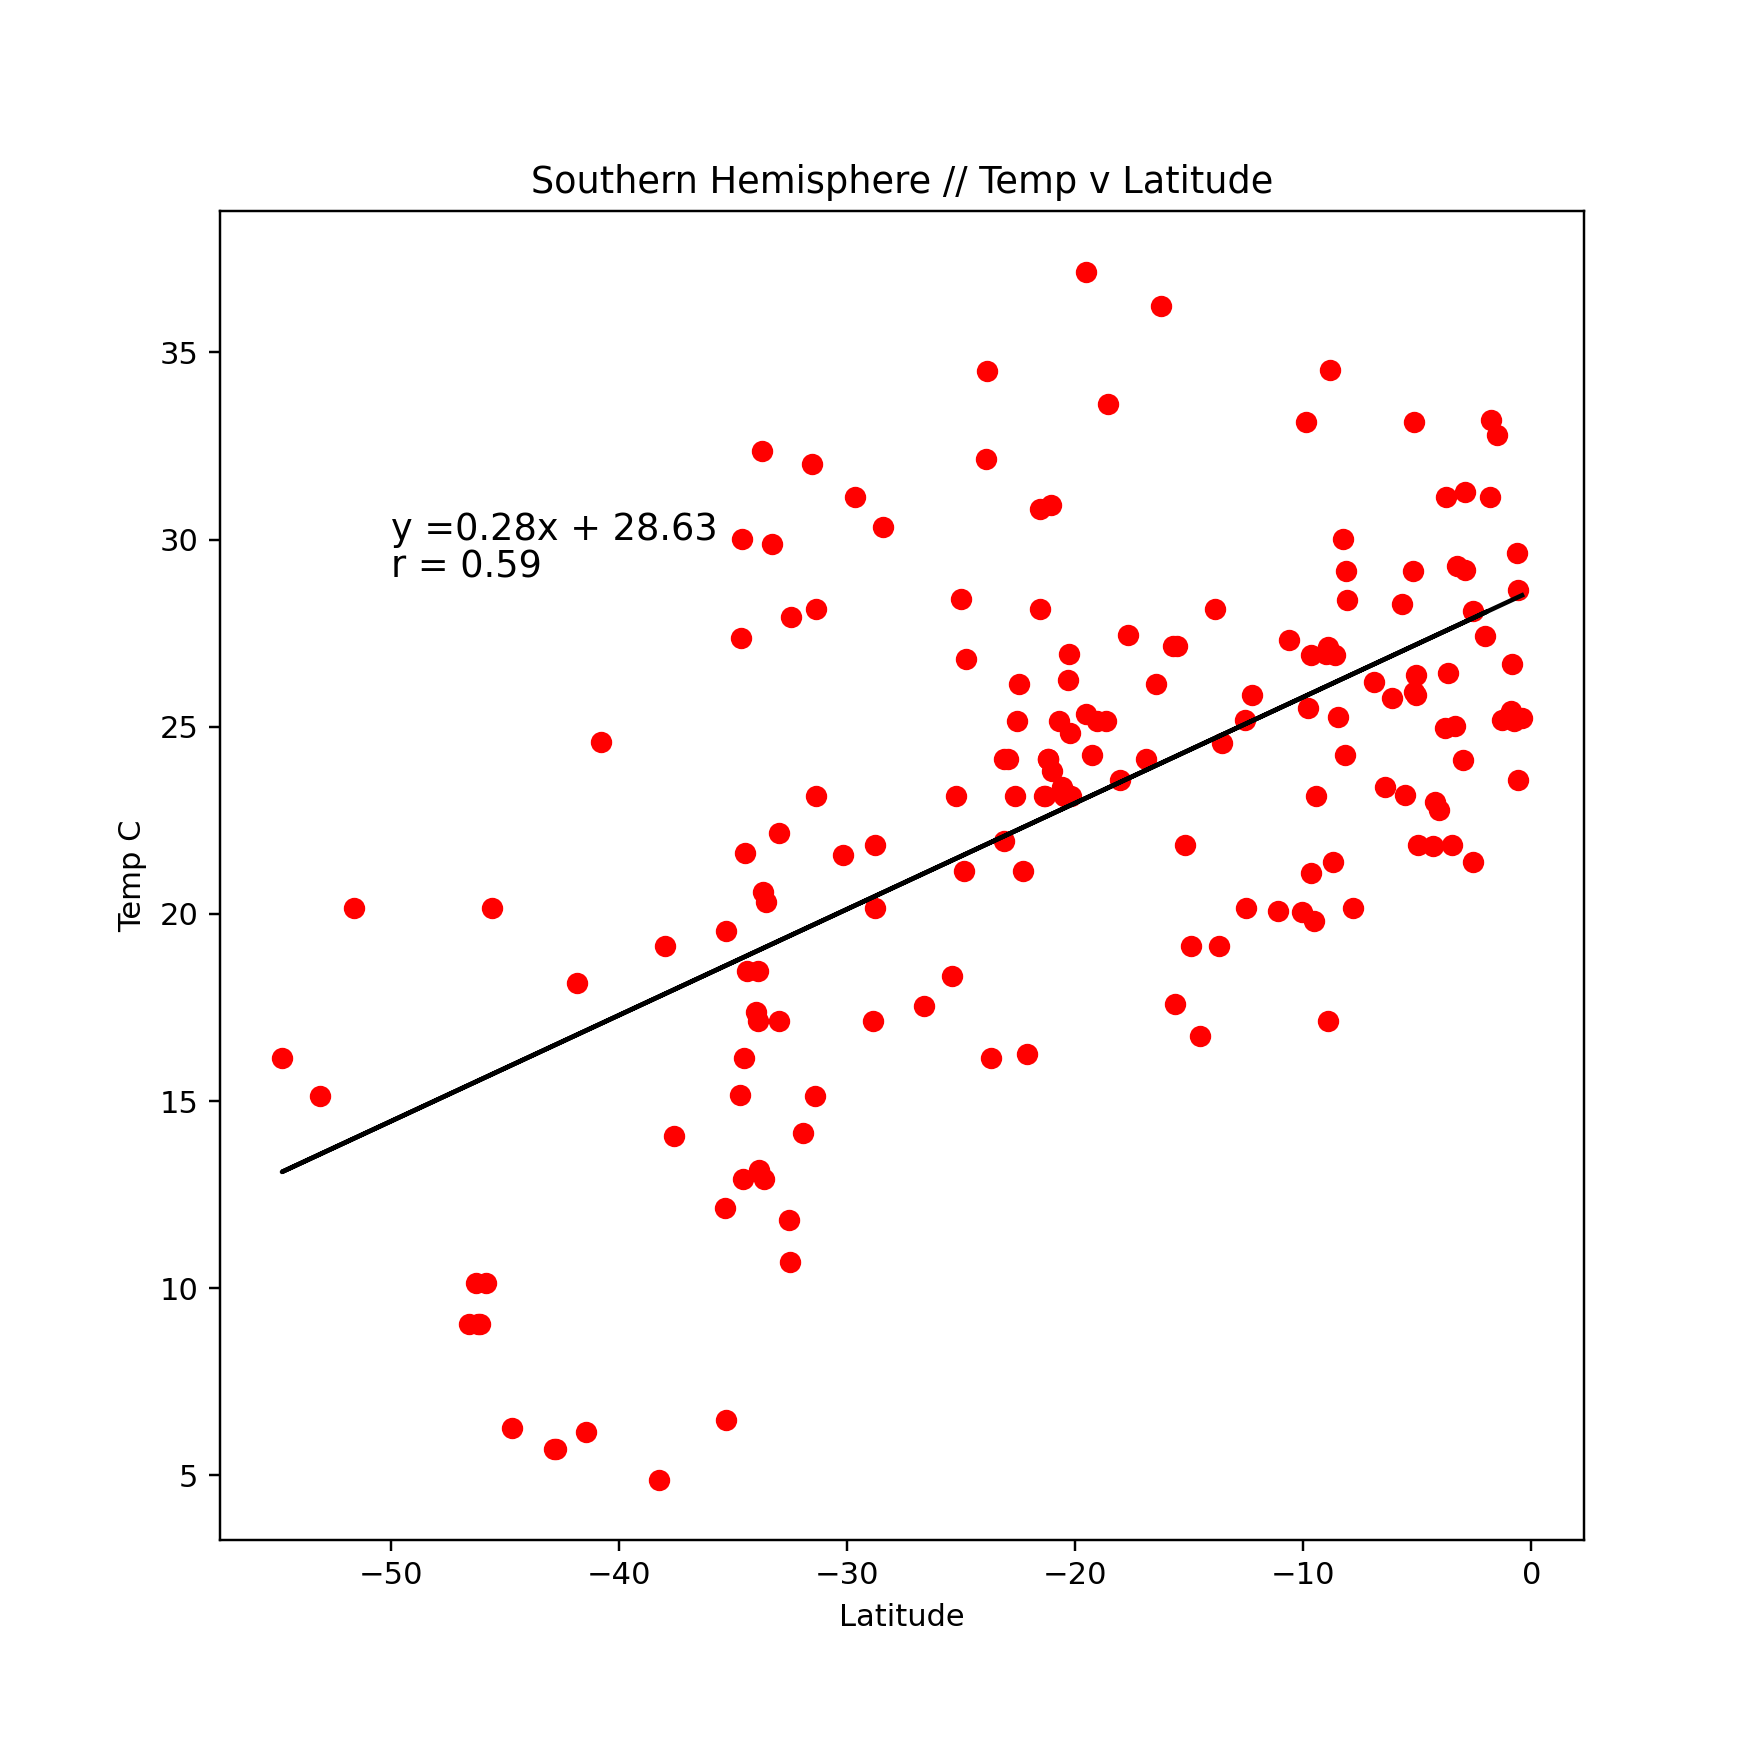 Southern Hemisphere // Temp v Latitude
35
30
25
20
15
10
5
Temp C
y =0.28x + 28.63
r = 0.59
−50 −40 −30 −20 −10 0
Latitude